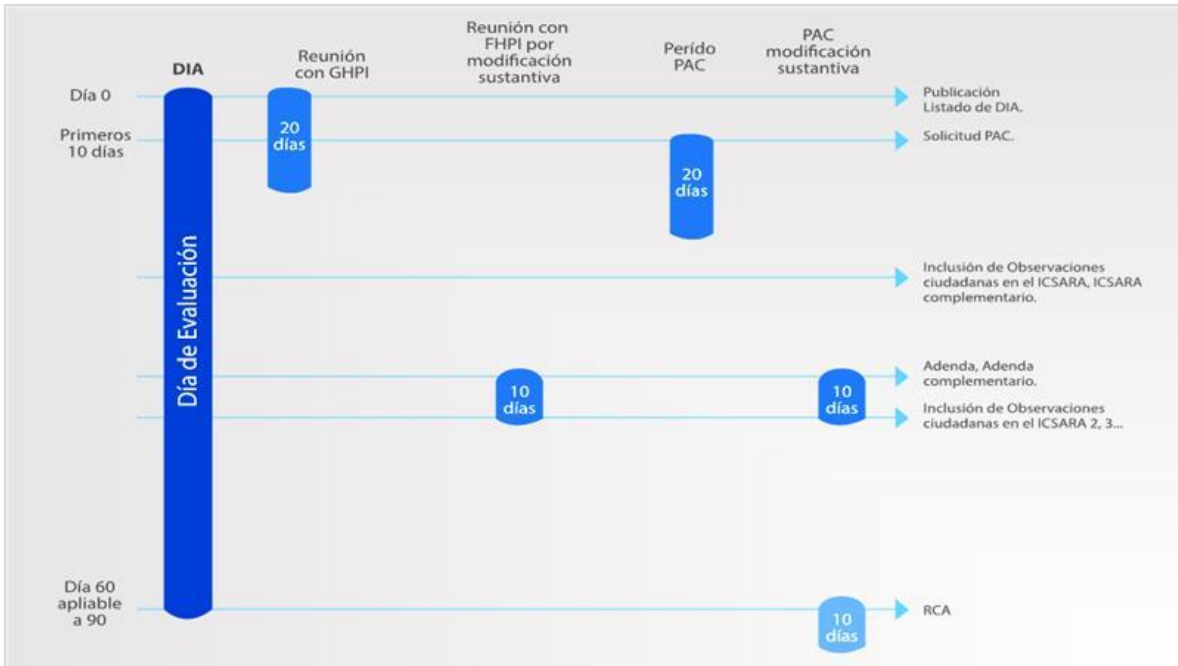 DIA
Reunión
con GHPI
Reunión con
FHPI por
modificación
sustantiva
Perído
PAC
PAC
modificación
sustantiva
Día 0
Primeros
10 días
Día 60
apliable
a 90
Día de Evaluación
20
días
10
días
20
días
10
días
10
días
Publicación
Listado de DIA.
Solicitud PAC.
Inclusión de Observaciones
ciudadanas en el ICSARA, ICSARA
complementario.
Adenda, Adenda
complementario.
Inclusión de Observaciones
ciudadanas en el ICSARA 2, 3...
RCA